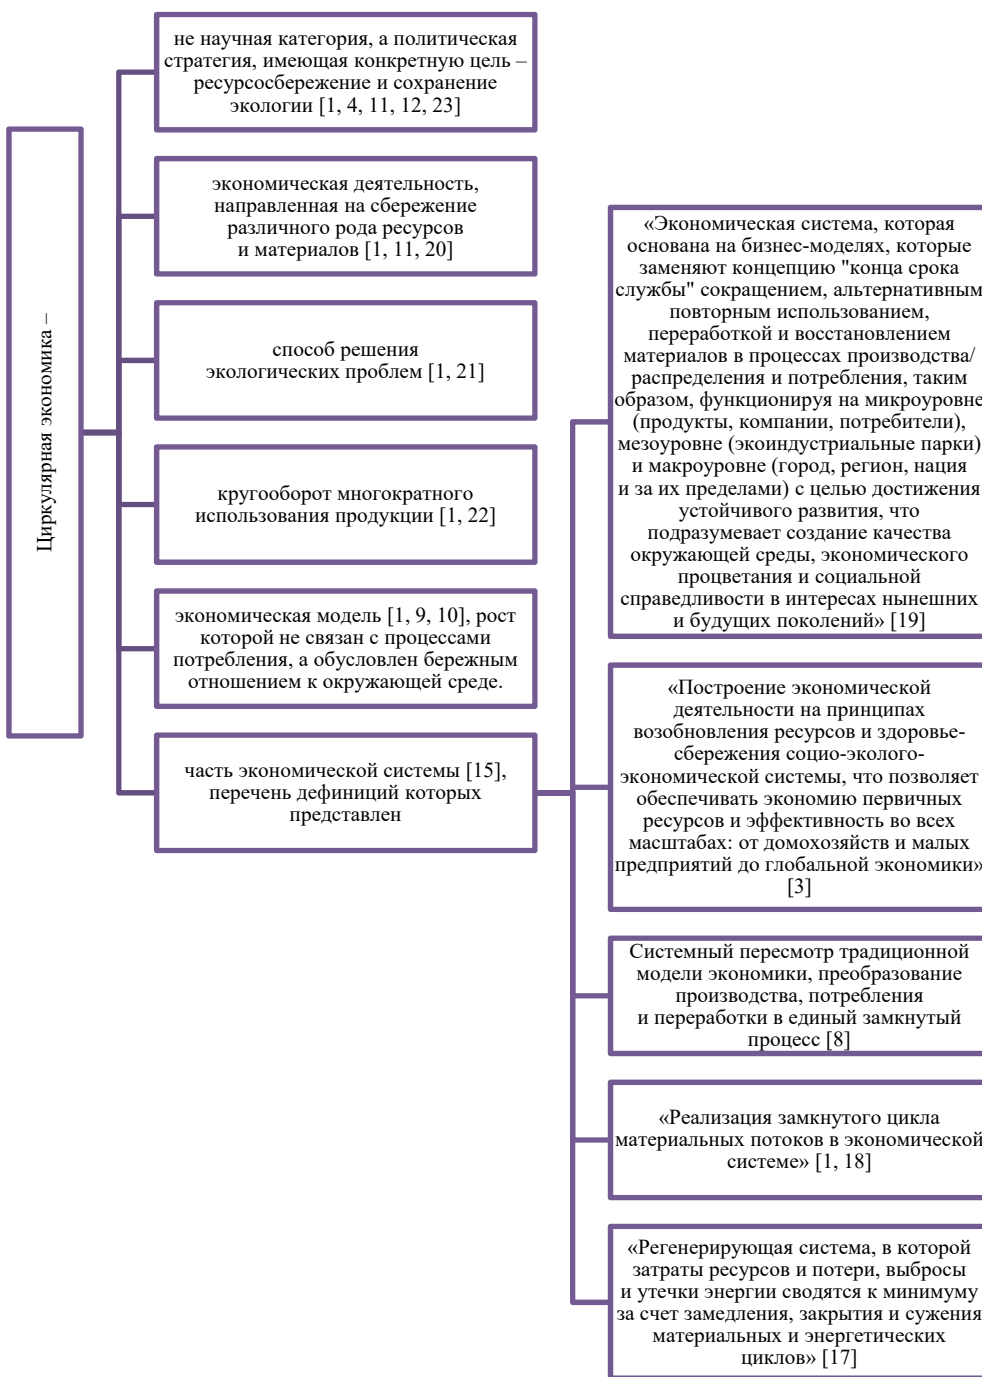 Циркулярная экономика –
не научная категория, а политическая
стратегия, имеющая конкретную цель –
ресурсосбережение и сохранение
экологии [1, 4, 11, 12, 23]
экономическая деятельность,
направленная на сбережение
различного рода ресурсов
и материалов [1, 11, 20]
способ решения
экологических проблем [1, 21]
кругооборот многократного
использования продукции [1, 22]
экономическая модель [1, 9, 10], рост
которой не связан с процессами
потребления, а обусловлен бережным
отношением к окружающей среде.
часть экономической системы [15],
перечень дефиниций которых
представлен
«Экономическая система, которая
основана на бизнес-моделях, которые
заменяют концепцию "конца срока
службы" сокращением, альтернативным
повторным использованием,
переработкой и восстановлением
материалов в процессах производства/
распределения и потребления, таким
образом, функционируя на микроуровне
(продукты, компании, потребители),
мезоуровне (экоиндустриальные парки)
и макроуровне (город, регион, нация
и за их пределами) с целью достижения
устойчивого развития, что
подразумевает создание качества
окружающей среды, экономического
процветания и социальной
справедливости в интересах нынешних
и будущих поколений» [19]
«Построение экономической
деятельности на принципах
возобновления ресурсов и здоровье-
сбережения социо-эколого-
экономической системы, что позволяет
обеспечивать экономию первичных
ресурсов и эффективность во всех
масштабах: от домохозяйств и малых
предприятий до глобальной экономики»
[3]
Системный пересмотр традиционной
модели экономики, преобразование
производства, потребления
и переработки в единый замкнутый
процесс [8]
«Реализация замкнутого цикла
материальных потоков в экономической
системе» [1, 18]
«Регенерирующая система, в которой
затраты ресурсов и потери, выбросы
и утечки энергии сводятся к минимуму
за счет замедления, закрытия и сужения
материальных и энергетических
циклов» [17]